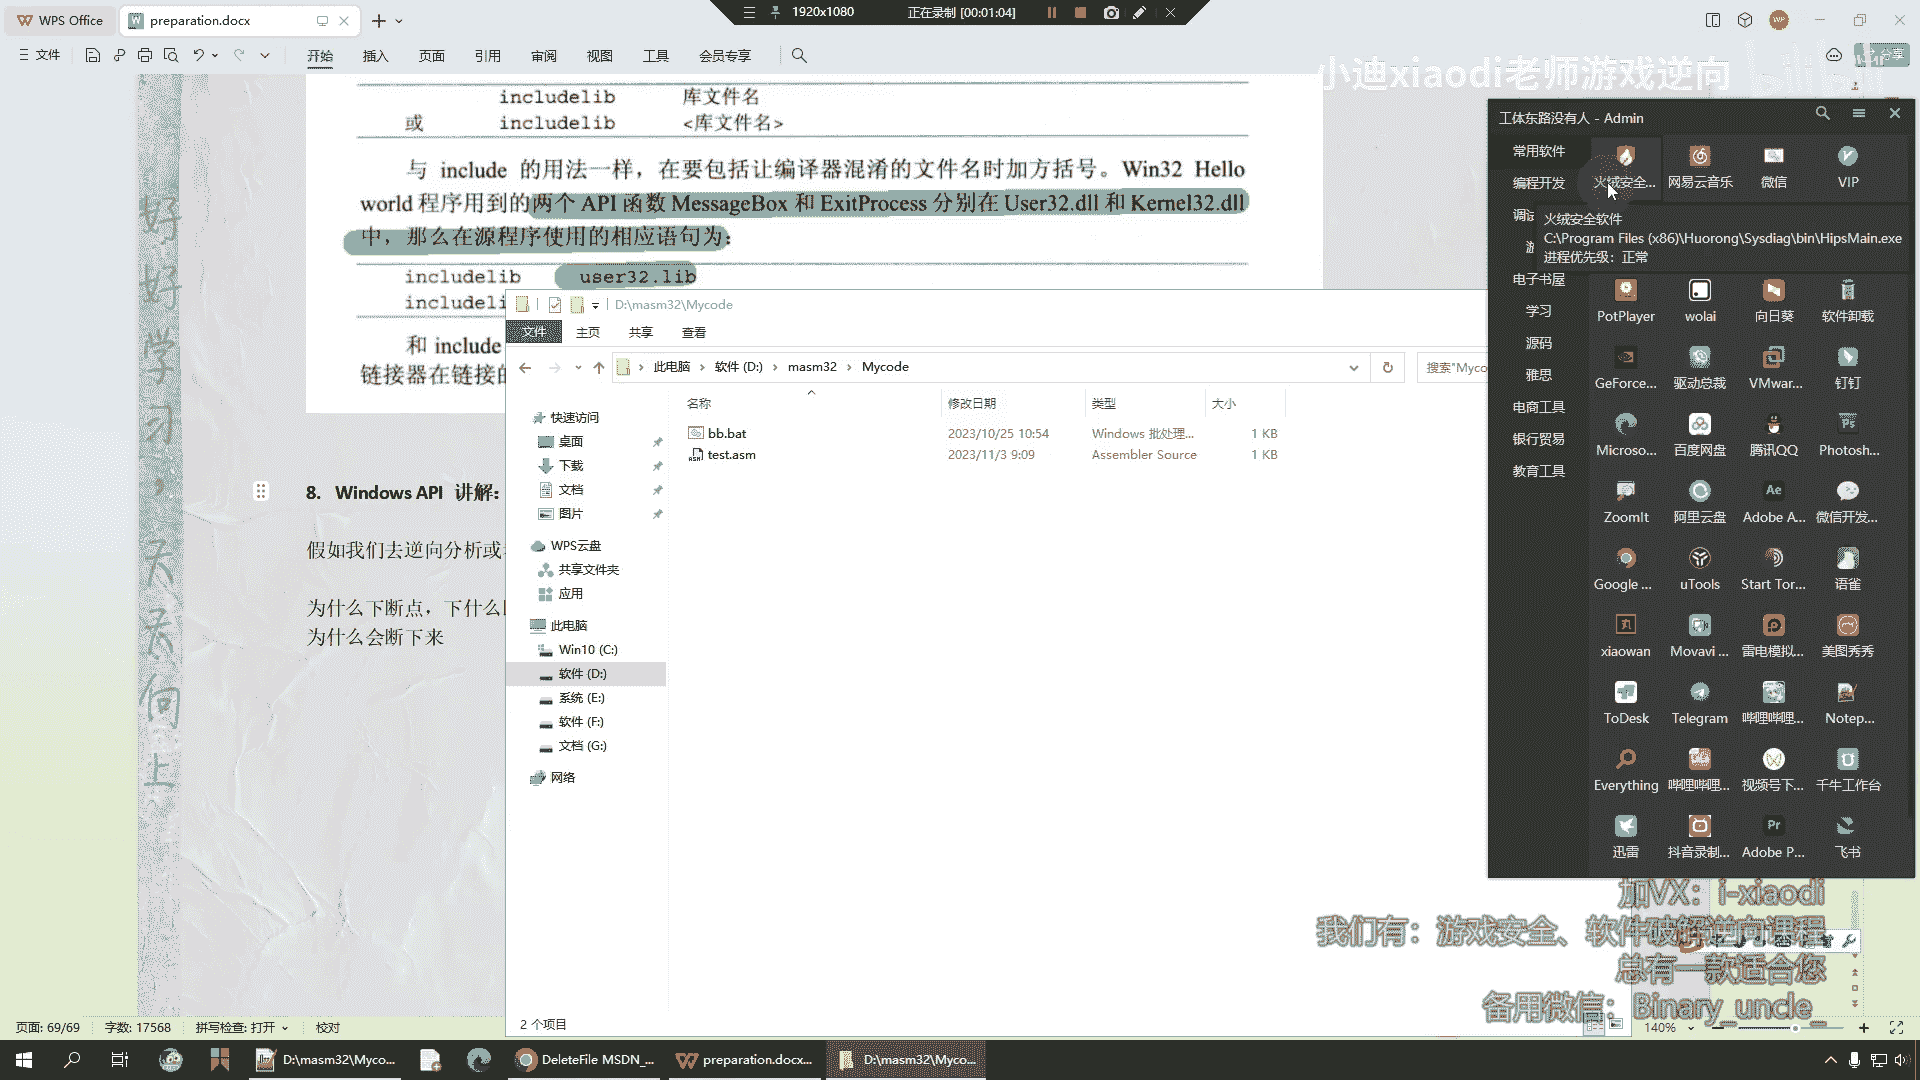 WPS Office
preparation.docx
1920x1080
正在录制 [00:01:04]
文件
开始
插入
页面
引用
审阅
视图
工具
会员专享
分享
小迪xiaodi老师游戏逆向
bilibili
includelib 库文件名
或 includelib <库文件名>
与 include 的用法一样，在要包括让编译器混淆的文件名时加方括号。Win32 Hello
world 程序用到的两个 API 函数 MessageBox 和 ExitProcess 分别在 User32.dll 和 Kernel32.dll
中，那么在源程序使用的相应语句为：
includelib user32.lib
和 include
8. Windows API 讲解：
假如我们去逆向分析或
为什么下断点，下什么
为什么会断下来
好好学习，天天向上
D:\masm32\Mycode
文件
主页
共享
查看
此电脑 › 软件 (D:) › masm32 › Mycode
搜索"Myco
名称
修改日期
类型
大小
bb.bat 2023/10/25 10:54 Windows 批处理... 1 KB
test.asm 2023/11/3 9:09 Assembler Source 1 KB
快速访问
桌面
下载
文档
图片
WPS云盘
共享文件夹
应用
此电脑
Win10 (C:)
软件 (D:)
系统 (E:)
软件 (F:)
文档 (G:)
网络
2 个项目
工体东路没有人 - Admin
常用软件
编程开发
电子书屋
学习
源码
雅思
电商工具
银行贸易
教育工具
火绒安全...
网易云音乐
微信
VIP
火绒安全软件
C:\Program Files (x86)\Huorong\Sysdiag\bin\HipsMain.exe
进程优先级：正常
PotPlayer
wolai
向日葵
软件卸载
GeForce...
驱动总裁
VMwar...
钉钉
Microso...
百度网盘
腾讯QQ
Photosh...
ZoomIt
阿里云盘
Adobe A...
微信开发...
Google ...
uTools
Start Tor...
语雀
xiaowan
Movavi ...
雷电模拟...
美图秀秀
ToDesk
Telegram
哔哩哔哩...
Notep...
Everything
哔哩哔哩...
视频号下...
千牛工作台
迅雷
抖音录制...
Adobe P...
飞书
加VX：i-xiaodi
我们有：游戏安全、软件破解逆向课程
总有一款适合您
备用微信：Binary_uncle_
页面: 69/69
字数: 17568
拼写检查: 打开
校对
140%
D:\masm32\Myco...
DeleteFile MSDN_...
preparation.docx...
D:\masm32\Myco...